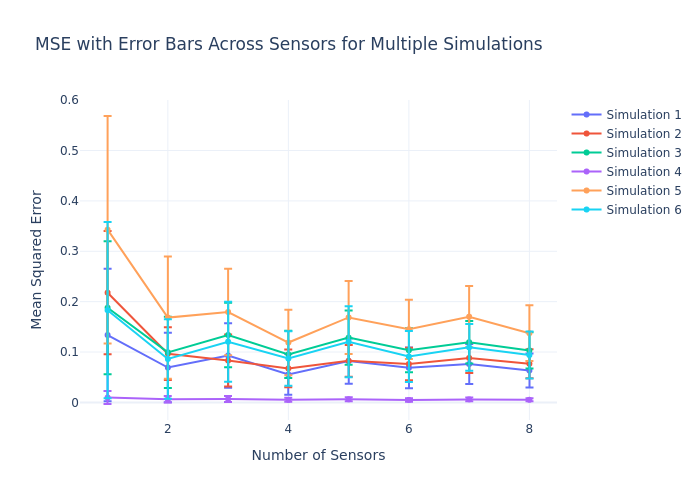 MSE with Error Bars Across Sensors for Multiple Simulations
Mean Squared Error
0.6
0.5
0.4
0.3
0.2
0.1
0
2
4
6
8
Number of Sensors
Simulation 1
Simulation 2
Simulation 3
Simulation 4
Simulation 5
Simulation 6